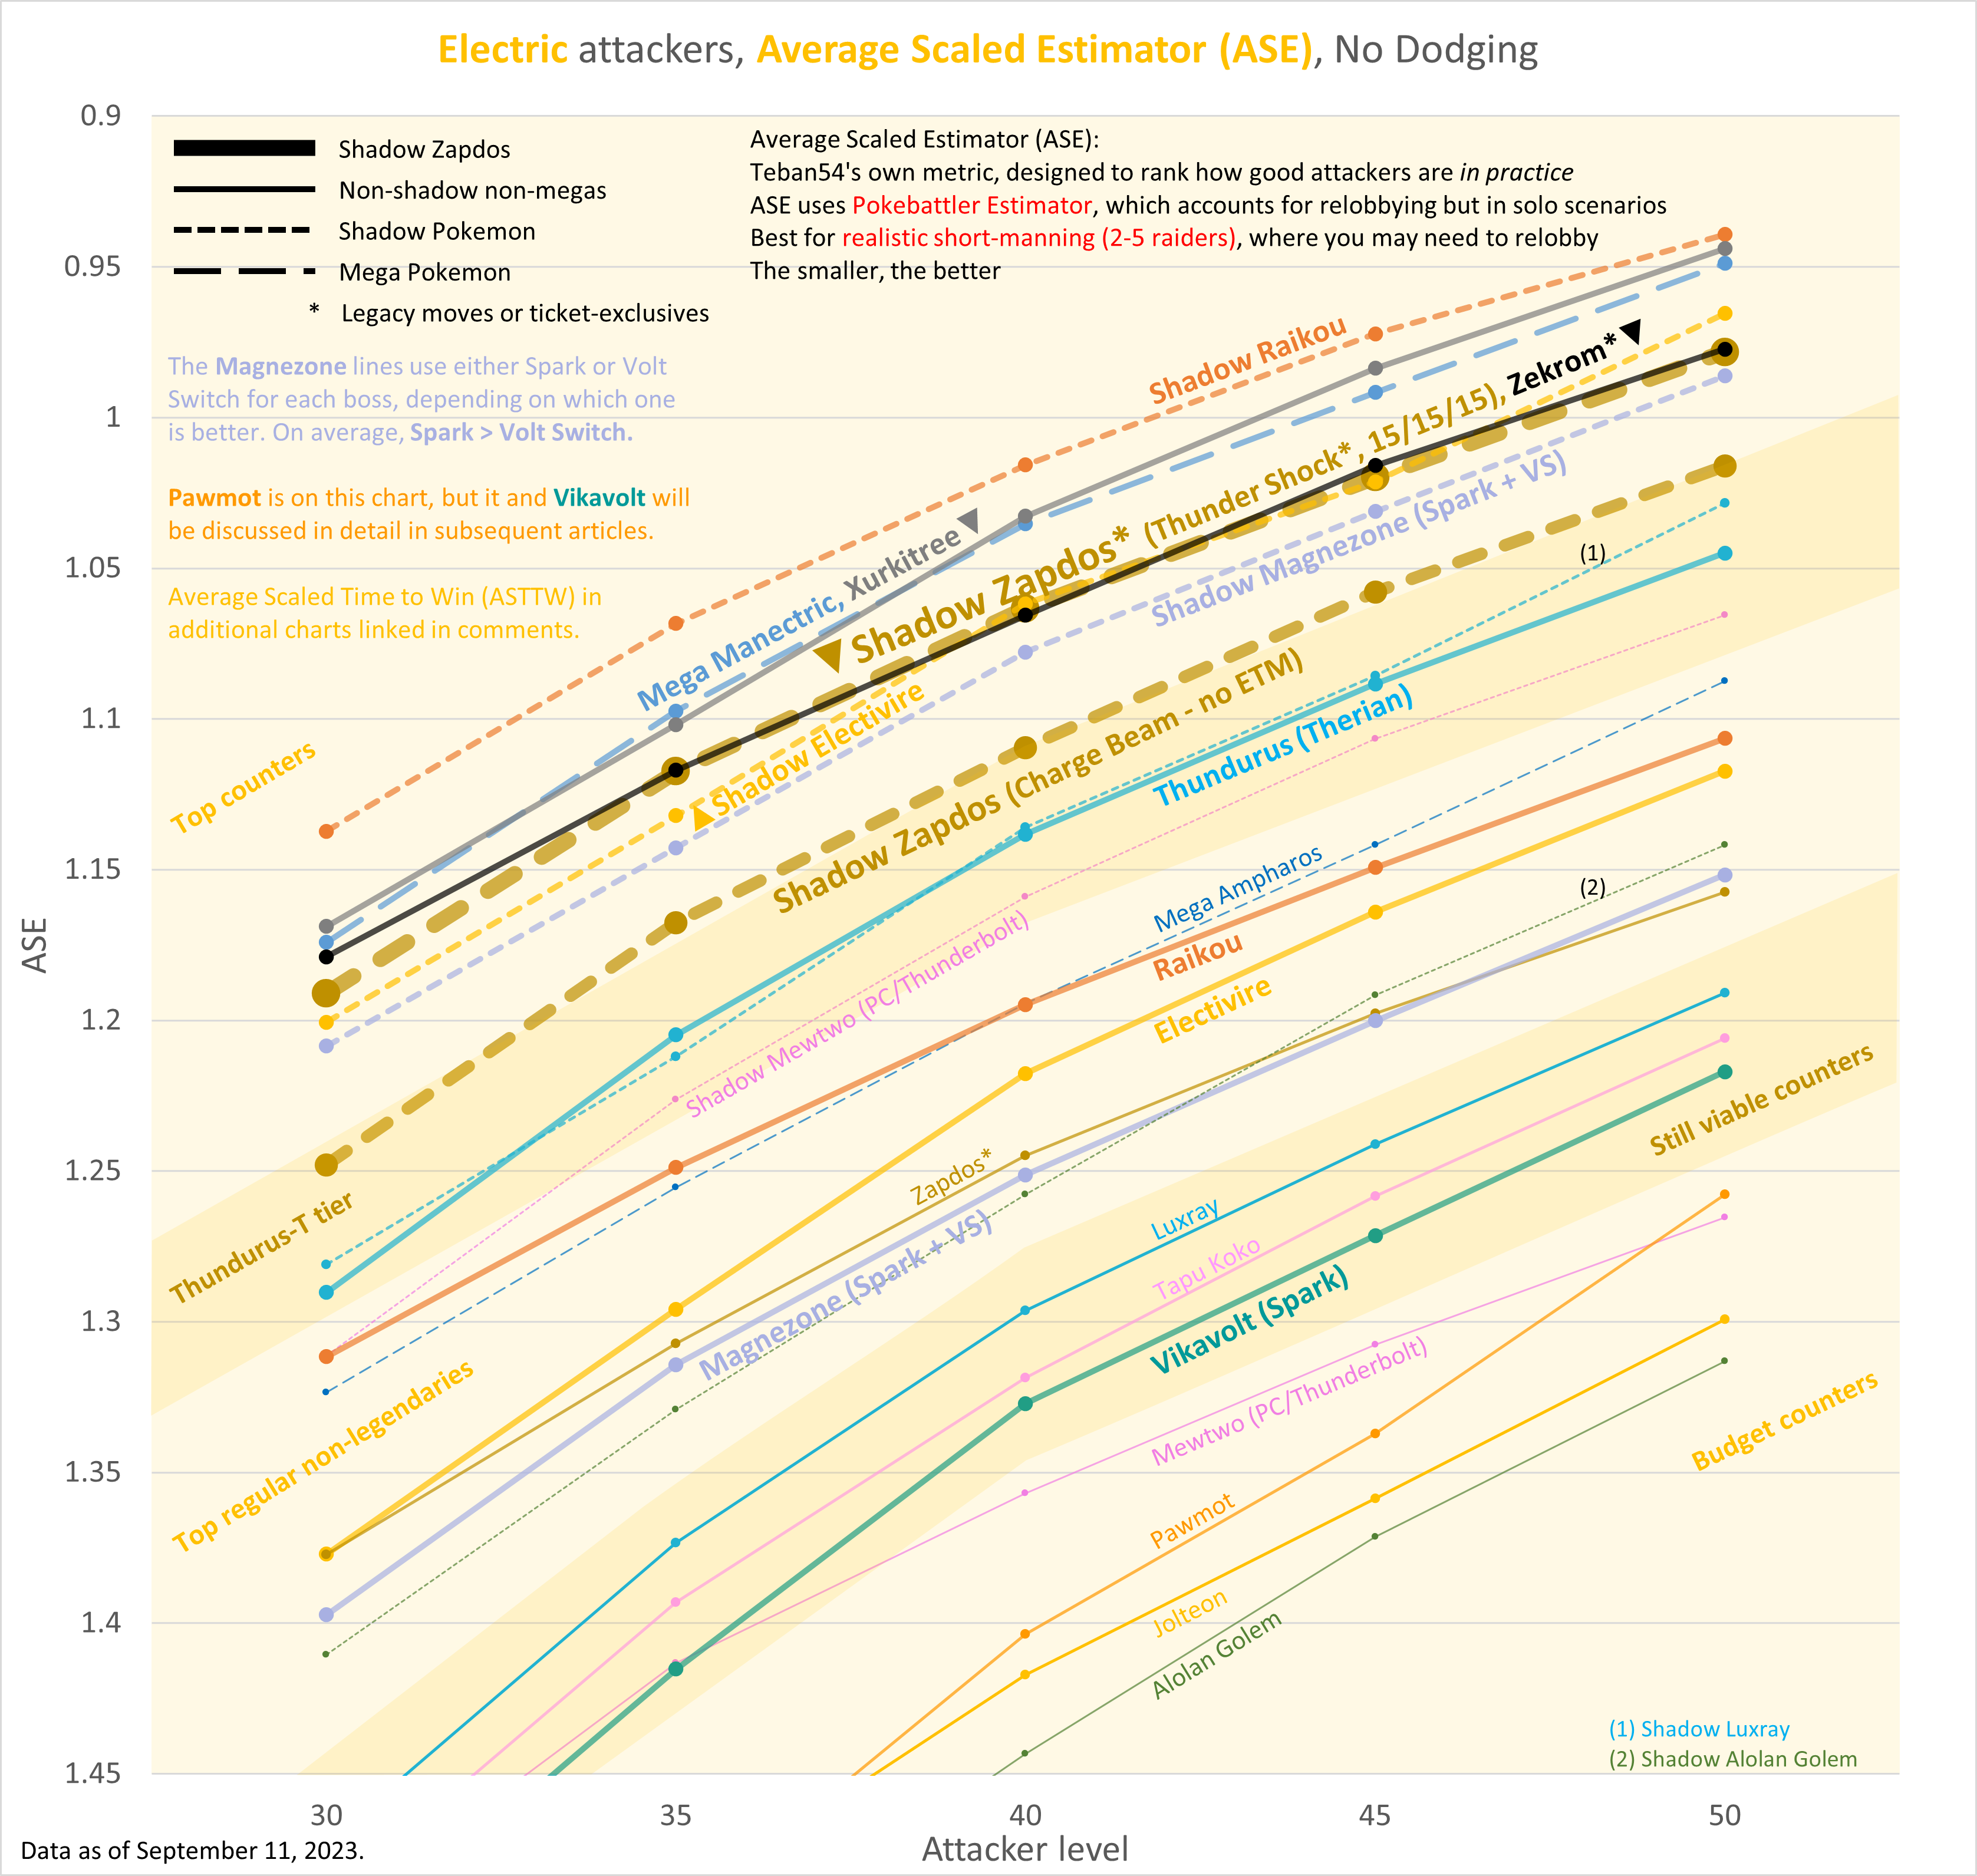 Electric attackers, Average Scaled Estimator (ASE), No Dodging
0.9
0.95
1
1.05
1.1
1.15
1.2
1.25
1.3
1.35
1.4
1.45
ASE
Shadow Zapdos
Non-shadow non-megas
Shadow Pokemon
Mega Pokemon
* Legacy moves or ticket-exclusives
Average Scaled Estimator (ASE):
Teban54's own metric, designed to rank how good attackers are in practice
ASE uses Pokebattler Estimator, which accounts for relobbying but in solo scenarios
Best for realistic short-manning (2-5 raiders), where you may need to relobby
The smaller, the better
The Magnezone lines use either Spark or Volt
Switch for each boss, depending on which one
is better. On average, Spark > Volt Switch.
Pawmot is on this chart, but it and Vikavolt will
be discussed in detail in subsequent articles.
Average Scaled Time to Win (ASTTW) in
additional charts linked in comments.
Shadow Raikou
Mega Manectric, Xurkitree
Shadow Zapdos* (Thunder Shock*, 15/15/15), Zekrom*
Shadow Magnezone (Spark + VS)
Shadow Electivire
Top counters
Shadow Zapdos (Charge Beam - no ETM)
(1)
Thundurus (Therian)
Mega Ampharos
Shadow Mewtwo (PC/Thunderbolt)
Raikou
Electivire
(2)
Zapdos*
Magnezone (Spark + VS)
Thundurus-T tier
Luxray
Tapu Koko
Vikavolt (Spark)
Still viable counters
Top regular non-legendaries
Mewtwo (PC/Thunderbolt)
Pawmot
Jolteon
Alolan Golem
Budget counters
(1) Shadow Luxray
(2) Shadow Alolan Golem
30
35
40
45
50
Attacker level
Data as of September 11, 2023.